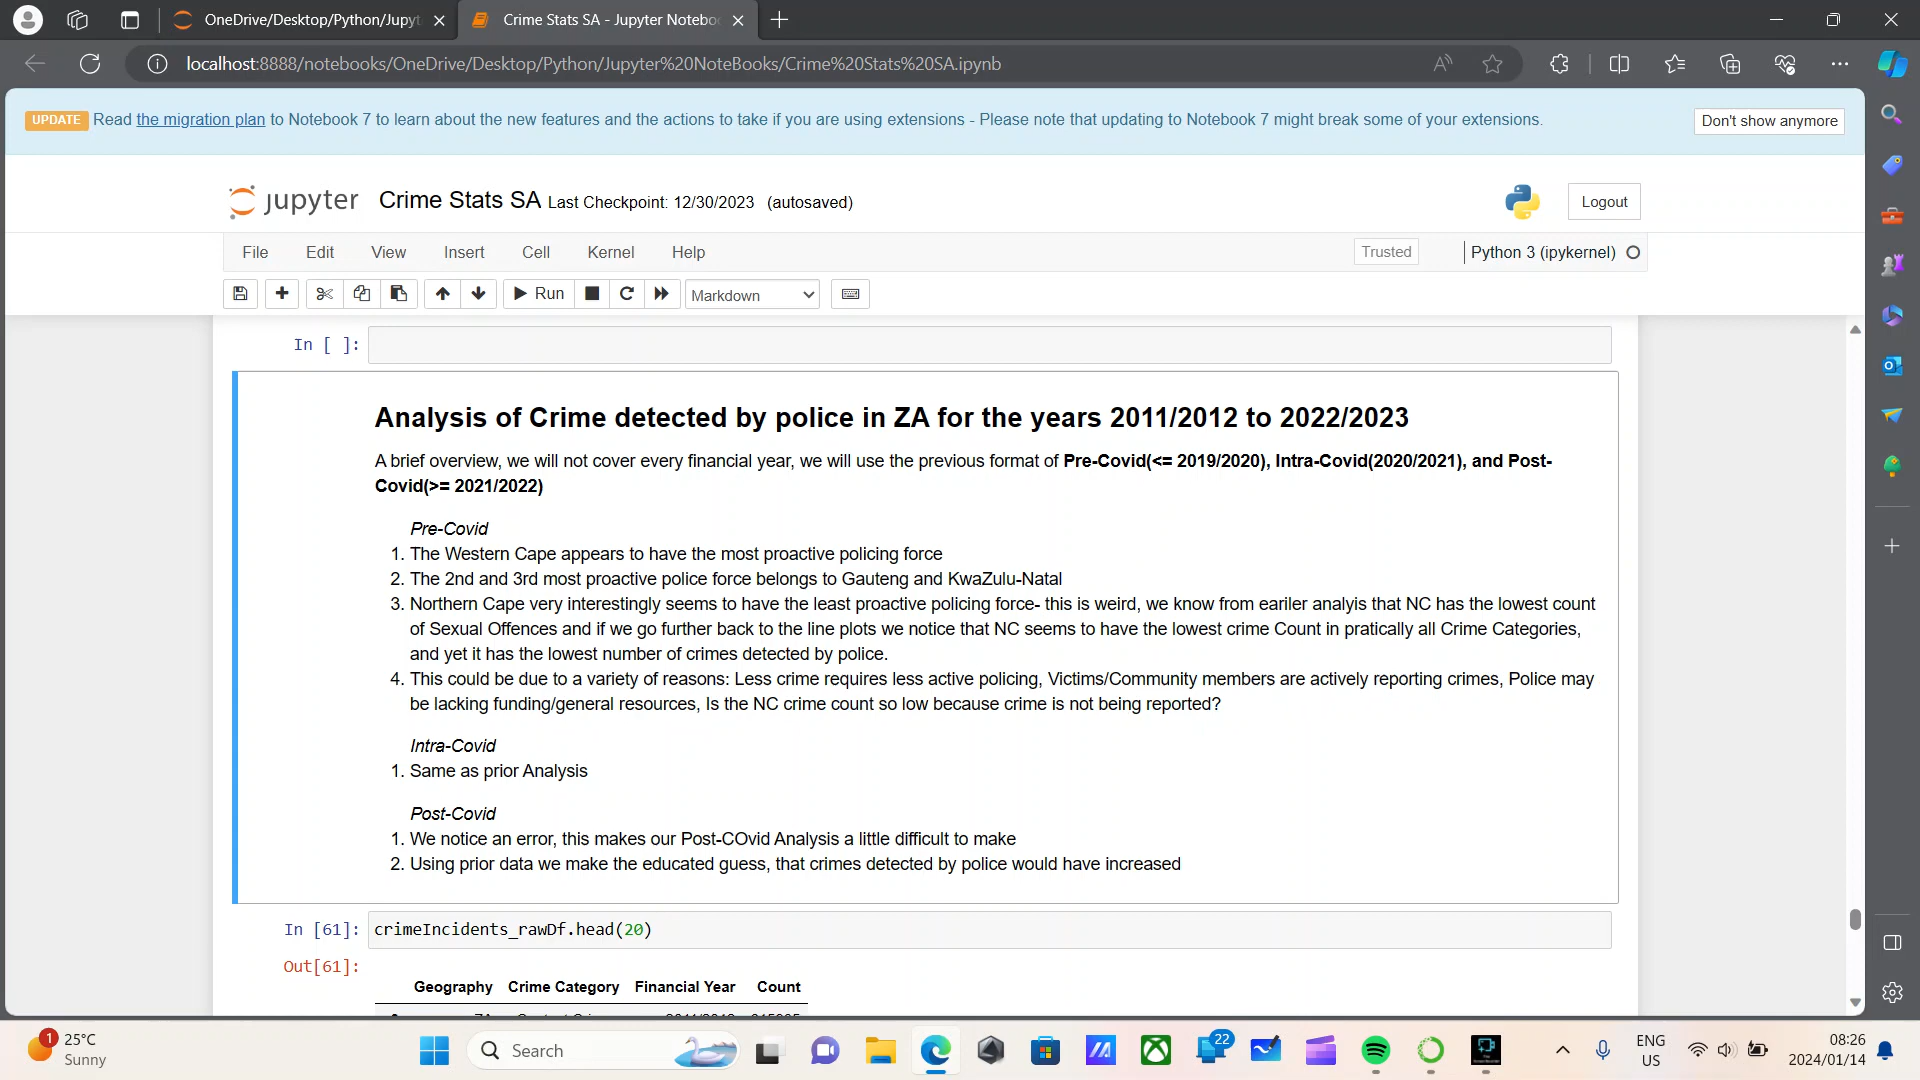 OneDrive/Desktop/Python/Jupyt
Crime Stats SA - Jupyter Notebo
localhost:8888/notebooks/OneDrive/Desktop/Python/Jupyter%20NoteBooks/Crime%20Stats%20SA.ipynb
UPDATE Read the migration plan to Notebook 7 to learn about the new features and the actions to take if you are using extensions - Please note that updating to Notebook 7 might break some of your extensions.
Don't show anymore
jupyter Crime Stats SA Last Checkpoint: 12/30/2023 (autosaved)
Logout
File Edit View Insert Cell Kernel Help
Trusted
Python 3 (ipykernel)
Run
Markdown
In [ ]:
Analysis of Crime detected by police in ZA for the years 2011/2012 to 2022/2023
A brief overview, we will not cover every financial year, we will use the previous format of Pre-Covid(<= 2019/2020), Intra-Covid(2020/2021), and Post-
Covid(>= 2021/2022)
Pre-Covid
1. The Western Cape appears to have the most proactive policing force
2. The 2nd and 3rd most proactive police force belongs to Gauteng and KwaZulu-Natal
3. Northern Cape very interestingly seems to have the least proactive policing force- this is weird, we know from eariler analyis that NC has the lowest count
of Sexual Offences and if we go further back to the line plots we notice that NC seems to have the lowest crime Count in pratically all Crime Categories,
and yet it has the lowest number of crimes detected by police.
4. This could be due to a variety of reasons: Less crime requires less active policing, Victims/Community members are actively reporting crimes, Police may
be lacking funding/general resources, Is the NC crime count so low because crime is not being reported?
Intra-Covid
1. Same as prior Analysis
Post-Covid
1. We notice an error, this makes our Post-COvid Analysis a little difficult to make
2. Using prior data we make the educated guess, that crimes detected by police would have increased
In [61]: crimeIncidents_rawDf.head(20)
Out[61]:
Geography Crime Category Financial Year Count
1
25°C
Sunny
Search
22
ENG
US
08:26
2024/01/14